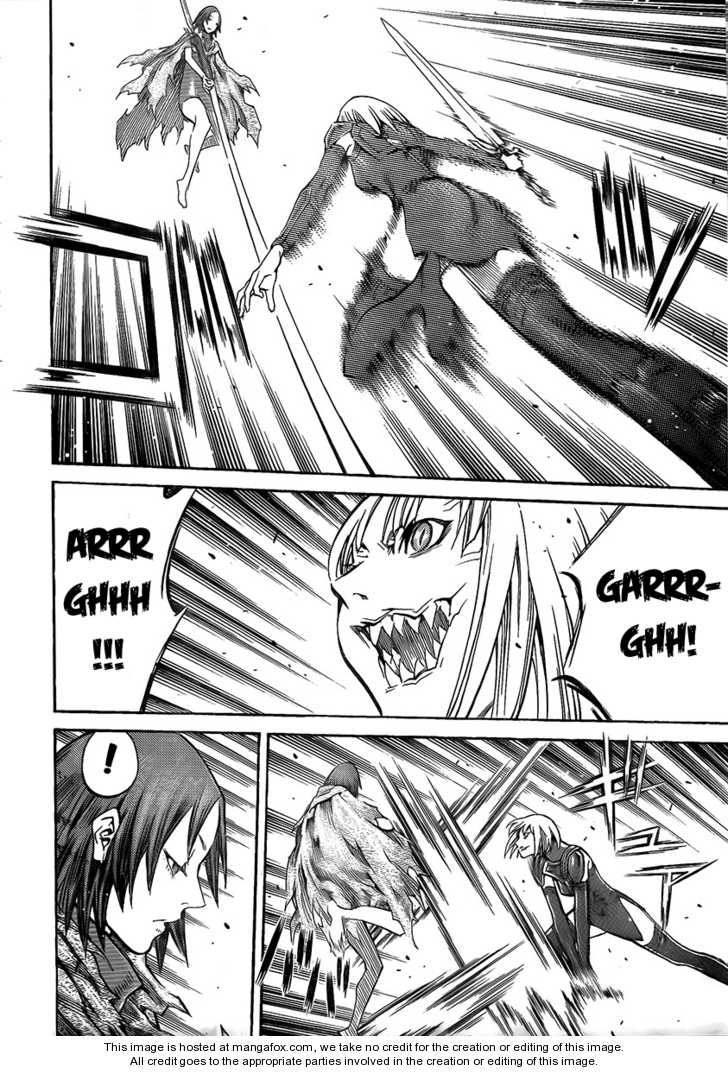 GARRR-
GHH!
ARRR
GHHH
!!!
!
This image is hosted at mangafox.com, we take no credit for the creation or editing of this image.
All credit goes to the appropriate parties involved in the creation or editing of this image.